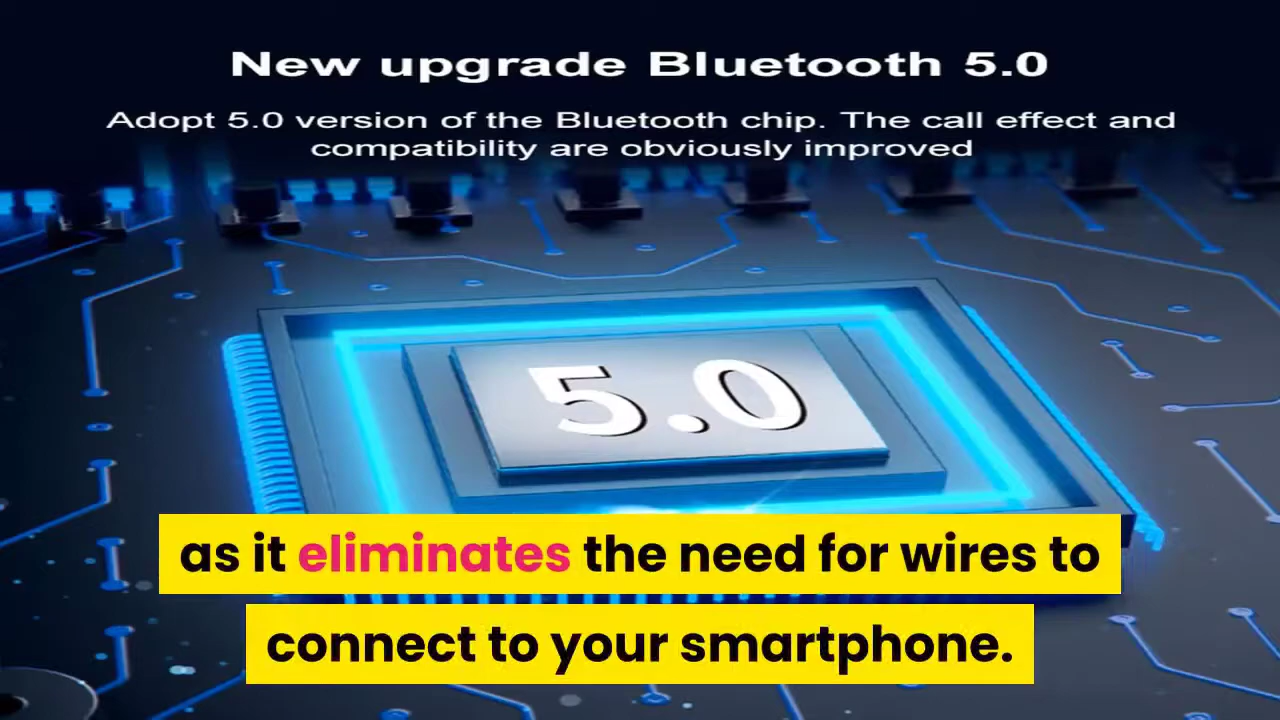 New upgrade Bluetooth 5.0
Adopt 5.0 version of the Bluetooth chip. The call effect and
compatibility are obviously improved
5.0
as it eliminates the need for wires to
connect to your smartphone.